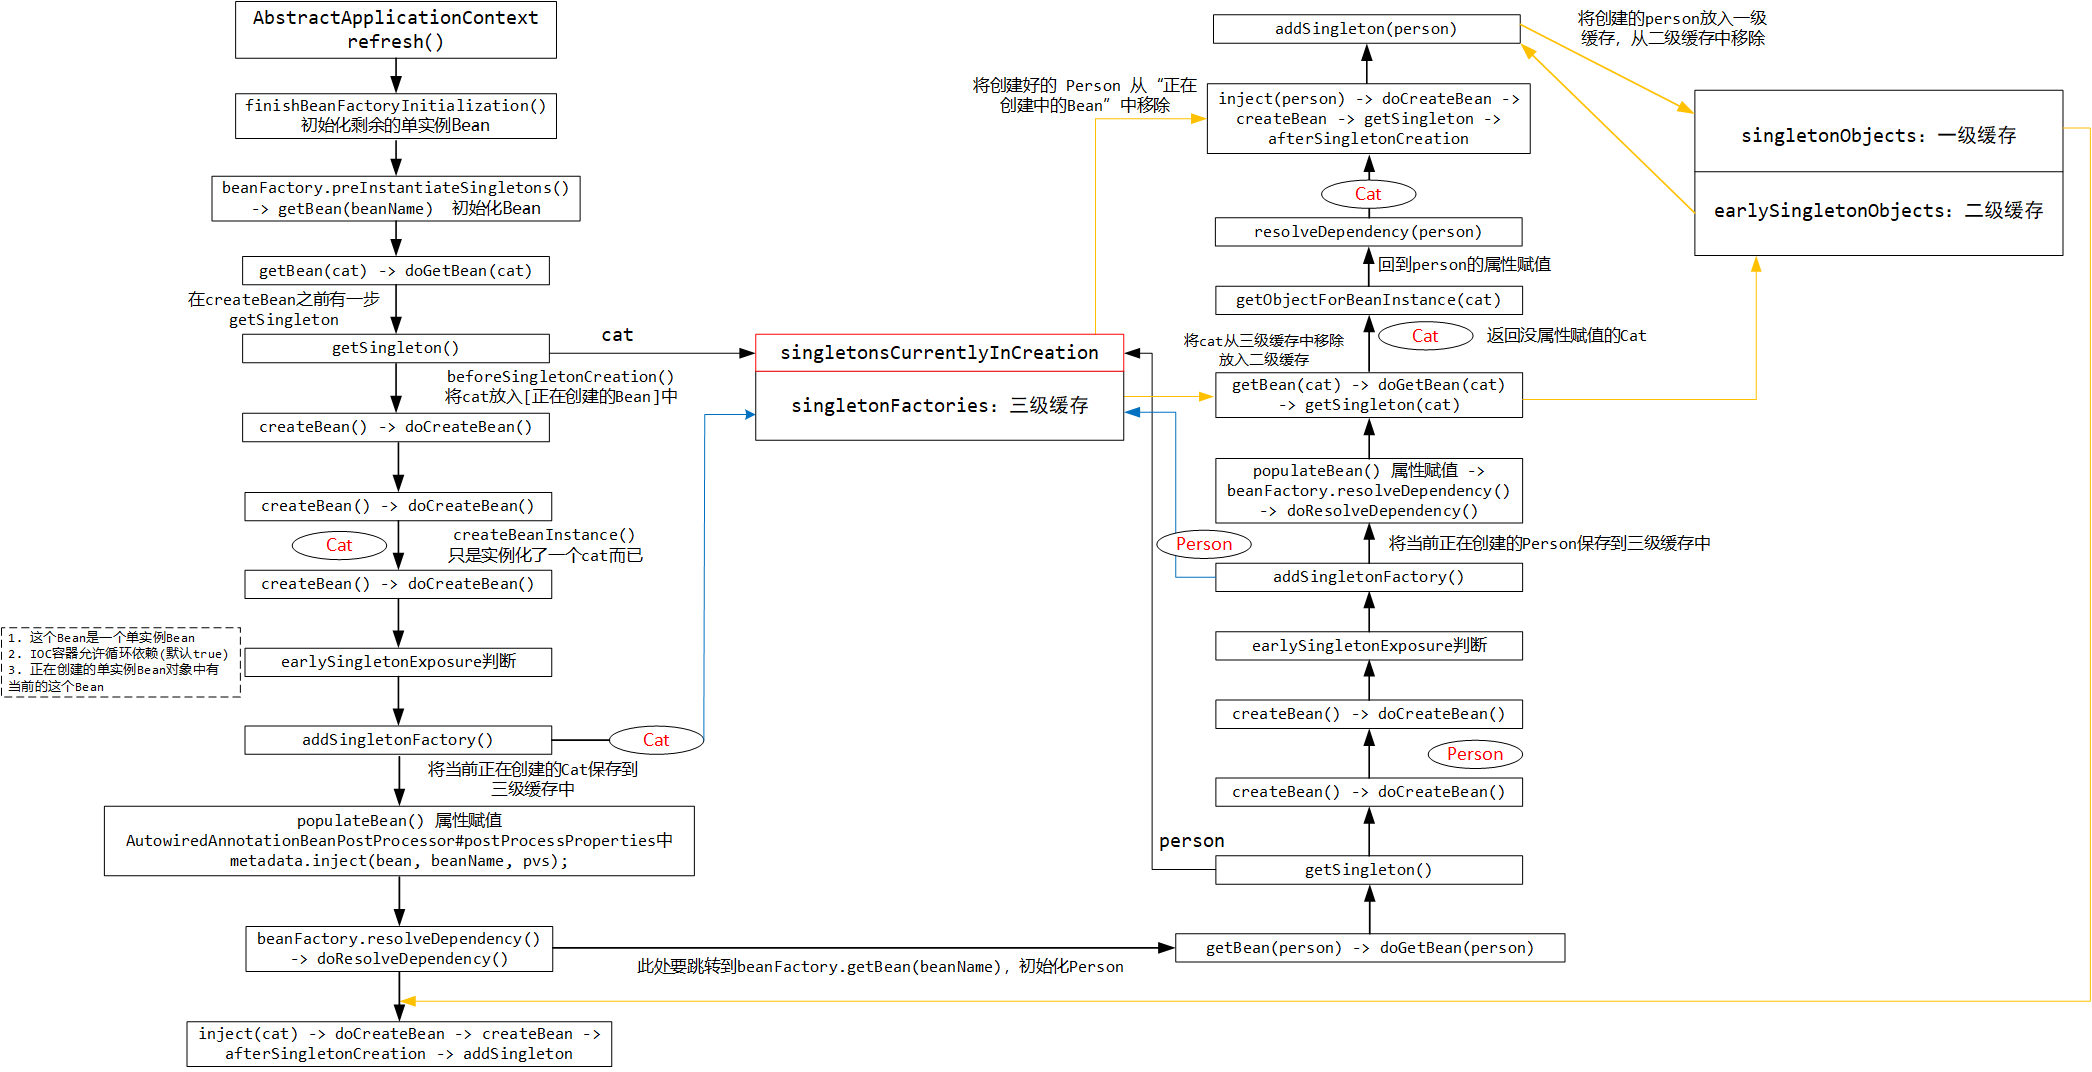 AbstractApplicationContext
refresh()
finishBeanFactoryInitialization()
初始化剩余的单实例Bean
beanFactory.preInstantiateSingletons()
-> getBean(beanName) 初始化Bean
getBean(cat) -> doGetBean(cat)
在createBean之前有一步
getSingleton
getSingleton()
cat
beforeSingletonCreation()
将cat放入[正在创建的Bean]中
createBean() -> doCreateBean()
createBean() -> doCreateBean()
Cat
createBeanInstance()
只是实例化了一个cat而已
createBean() -> doCreateBean()
1. 这个Bean是一个单实例Bean
2. IOC容器允许循环依赖(默认true)
3. 正在创建的单实例Bean对象中有
当前的这个Bean
earlySingletonExposure判断
addSingletonFactory()
Cat
将当前正在创建的Cat保存到
三级缓存中
populateBean() 属性赋值
AutowiredAnnotationBeanPostProcessor#postProcessProperties中
metadata.inject(bean, beanName, pvs);
beanFactory.resolveDependency()
-> doResolveDependency()
此处要跳转到beanFactory.getBean(beanName), 初始化Person
inject(cat) -> doCreateBean -> createBean ->
afterSingletonCreation -> addSingleton
singletonsCurrentlyInCreation
singletonFactories: 三级缓存
addSingleton(person)
将创建的person放入一级
缓存, 从二级缓存中移除
将创建好的 Person 从“正在
创建中的Bean”中移除
inject(person) -> doCreateBean ->
createBean -> getSingleton ->
afterSingletonCreation
Cat
resolveDependency(person)
回到person的属性赋值
getObjectForBeanInstance(cat)
将cat从三级缓存中移除
放入二级缓存
Cat
返回没属性赋值的Cat
getBean(cat) -> doGetBean(cat)
-> getSingleton(cat)
populateBean() 属性赋值 ->
beanFactory.resolveDependency()
-> doResolveDependency()
Person
将当前正在创建的Person保存到三级缓存中
addSingletonFactory()
earlySingletonExposure判断
createBean() -> doCreateBean()
Person
createBean() -> doCreateBean()
person
getSingleton()
getBean(person) -> doGetBean(person)
singletonObjects: 一级缓存
earlySingletonObjects: 二级缓存